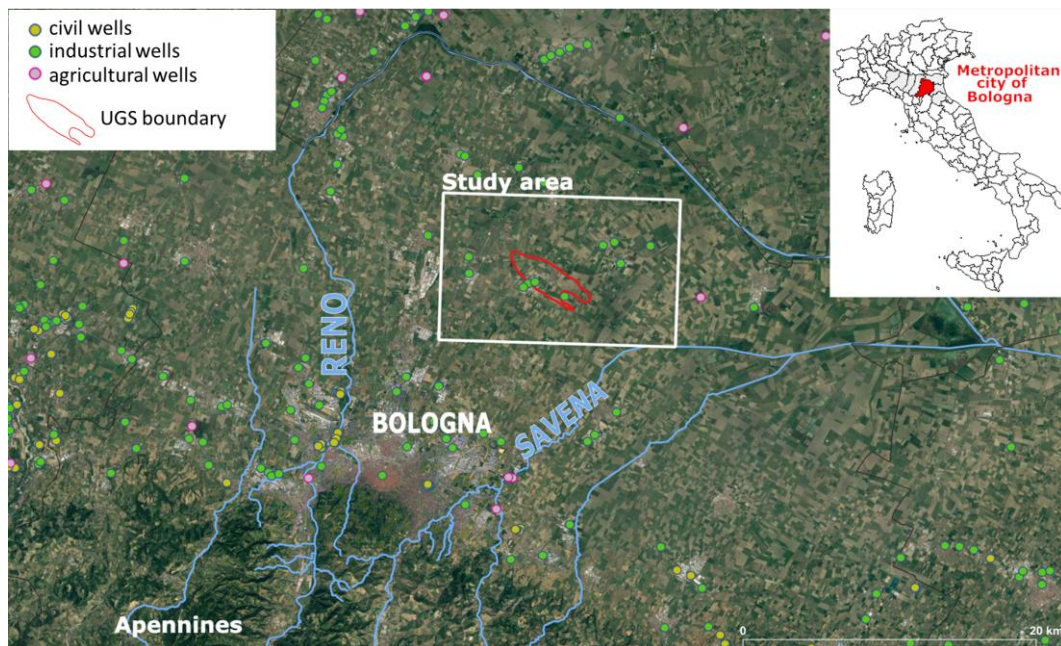 civil wells
industrial wells
agricultural wells
UGS boundary
Metropolitan
city of
Bologna
Study area
RENO
BOLOGNA
SAVENA
Apennines
0
20 km